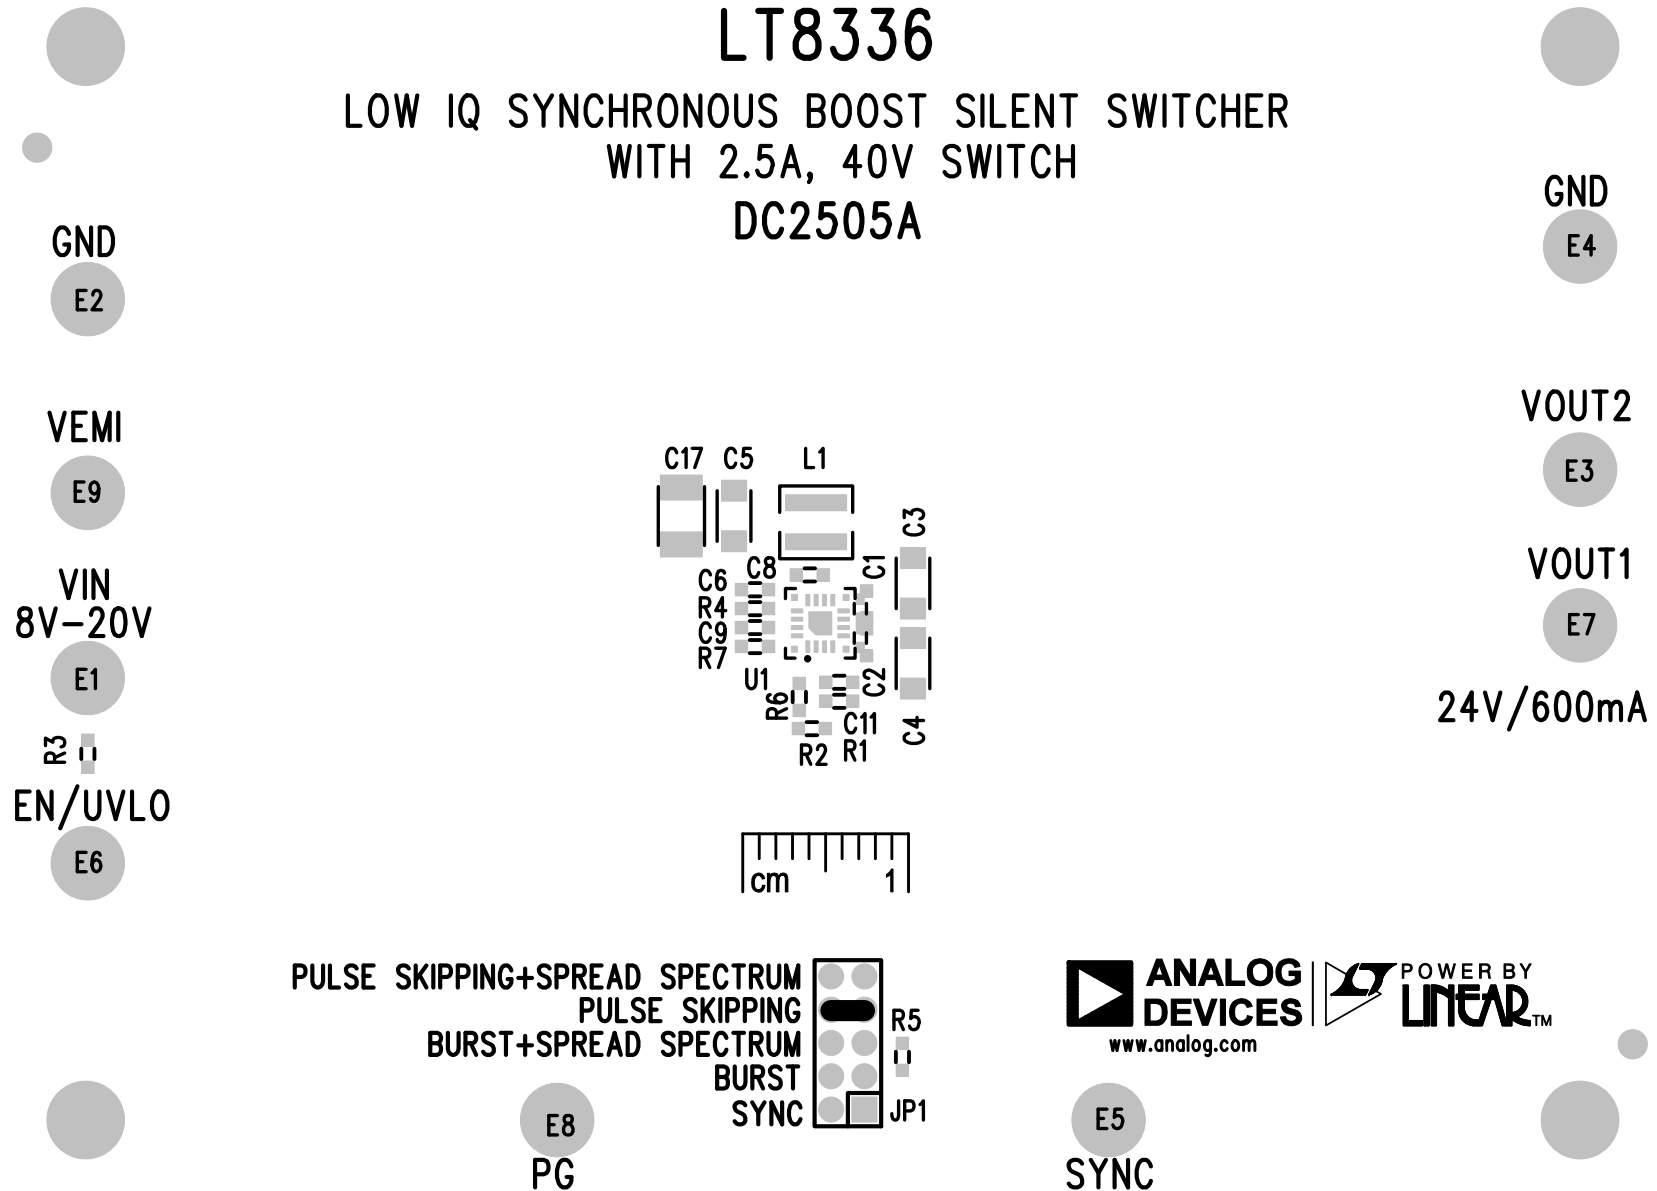 LT8336
LOW IQ SYNCHRONOUS BOOST SILENT SWITCHER
WITH 2.5A, 40V SWITCH
DC2505A
GND
E2
GND
E4
VEMI
E9
VOUT2
E3
VIN
8V-20V
E1
VOUT1
E7
24V/600mA
R3
EN/UVLO
E6
C17 C5 L1
C3
C6 C8 C1
R4
C9
R7
U1
R6
C2
C11
R2 R1
C4
cm 1
PULSE SKIPPING+SPREAD SPECTRUM
PULSE SKIPPING
BURST+SPREAD SPECTRUM
BURST
SYNC
R5
JP1
ANALOG
DEVICES
www.analog.com
POWER BY
LINEAR™
E8
PG
E5
SYNC